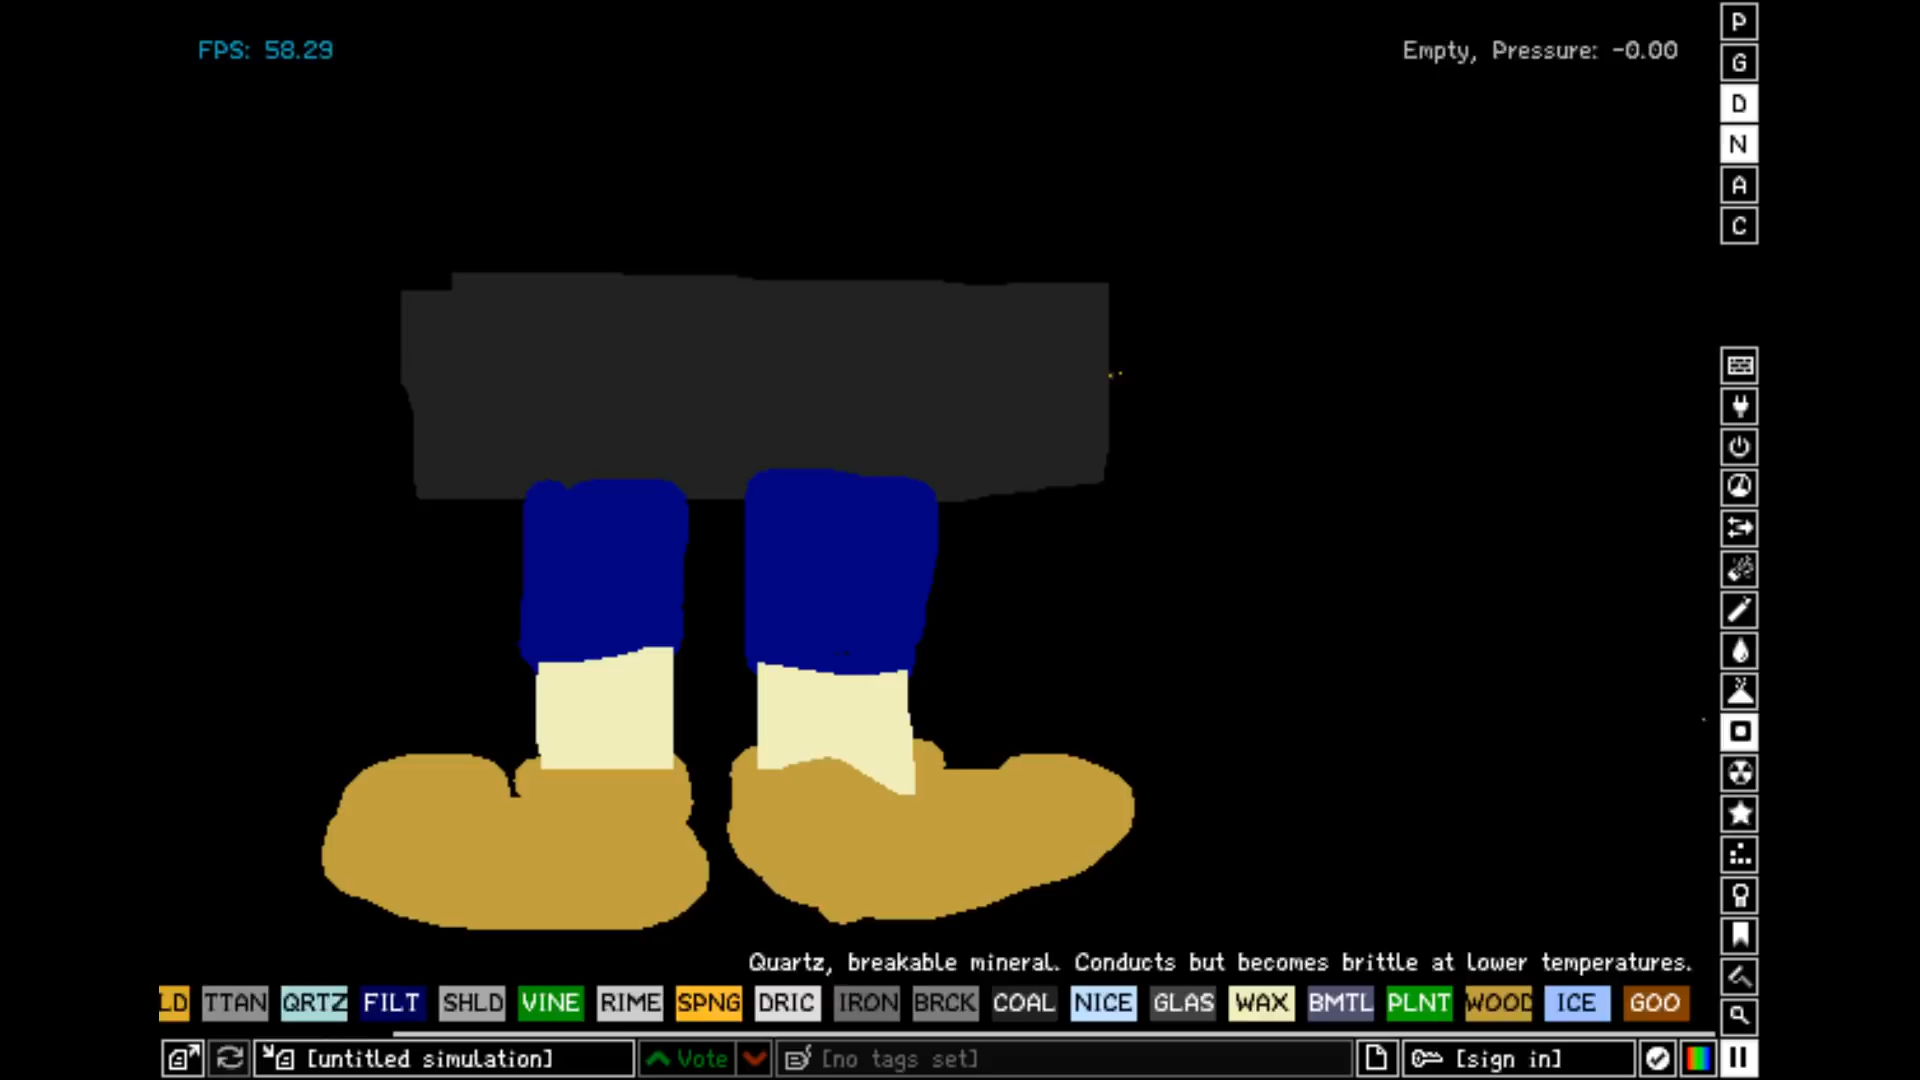 FPS: 58.29
Empty, Pressure: -0.00
P
G
D
N
A
C
Quartz, breakable mineral. Conducts but becomes brittle at lower temperatures.
LD TTAN QRTZ FILT SHLD VINE RIME SPNG DRIC IRON BRCK COAL NICE GLAS WAX BMTL PLNT WOOD ICE GOO
[untitled simulation] Vote [no tags set] [sign in]